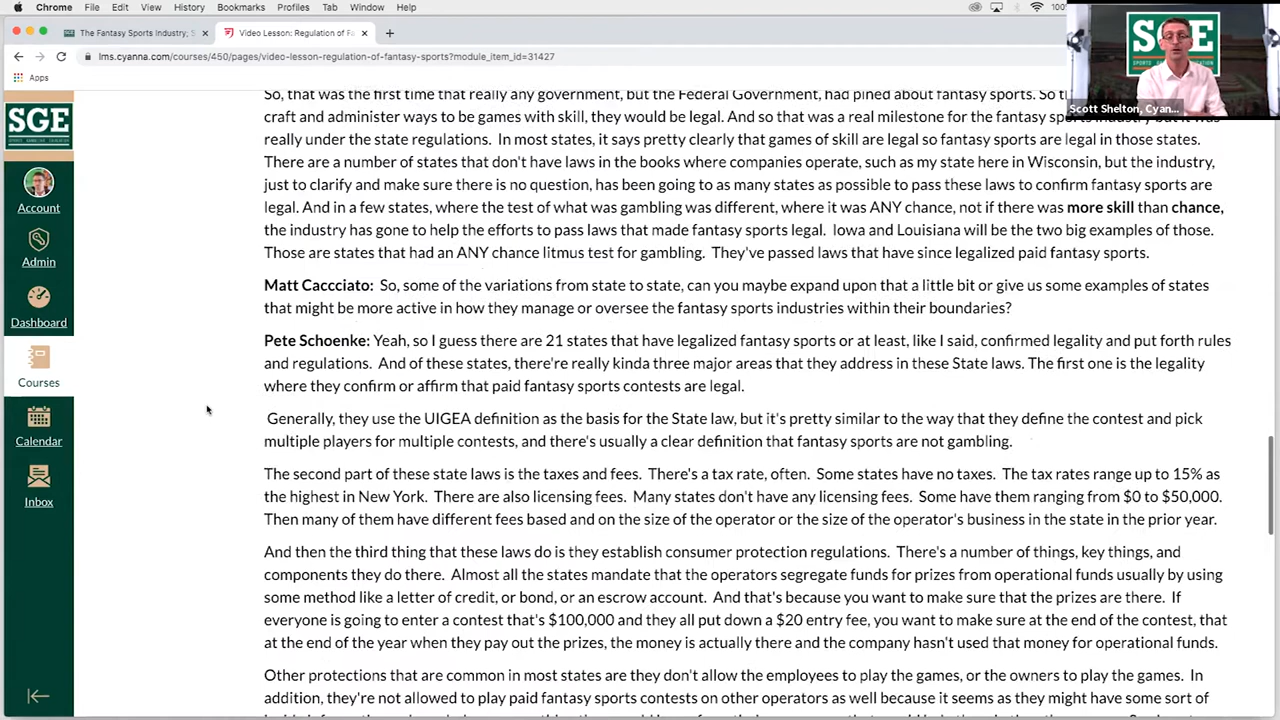 Chrome File Edit View History Bookmarks Profiles Tab Window Help 100
The Fantasy Sports Industry, S
Video Lesson: Regulation of Fa
lms.cyanna.com/courses/450/pages/video-lesson-regulation-of-fantasy-sports?module_item_id=31427
Apps
SGE
SGE
Scott Shelton, Cyan...
Account
Admin
Dashboard
Courses
Calendar
Inbox
So, that was the first time that really any government, but the Federal Government, had pined about fantasy sports. So t
craft and administer ways as games with skill, they would be legal. And so that was a real milestone for the fantasy sports industry but it was
really under the state regulations. In most states, it says pretty clearly that games of skill are legal so fantasy sports are legal in those states.
There are a number of states that don't have laws in the books where companies operate, such as my state here in Wisconsin, but the industry,
just to clarify and make sure there is no question, has been going to as many states as possible to pass these laws to confirm fantasy sports are
legal. And in a few states, where the test of what was gambling was different, where it was ANY chance, not if there was more skill than chance,
the industry has gone to help the efforts to pass laws that made fantasy sports legal. Iowa and Louisiana will be the two big examples of those.
Those are states that had an ANY chance litmus test for gambling. They've passed laws that have since legalized paid fantasy sports.
Matt Caccciato: So, some of the variations from state to state, can you maybe expand upon that a little bit or give us some examples of states
that might be more active in how they manage or oversee the fantasy sports industries within their boundaries?
Pete Schoenke: Yeah, so I guess there are 21 states that have legalized fantasy sports or at least, like I said, confirmed legality and put forth rules
and regulations. And of these states, there're really kinda three major areas that they address in these State laws. The first one is the legality
where they confirm or affirm that paid fantasy sports contests are legal.
Generally, they use the UIGEA definition as the basis for the State law, but it's pretty similar to the way that they define the contest and pick
multiple players for multiple contests, and there's usually a clear definition that fantasy sports are not gambling.
The second part of these state laws is the taxes and fees. There's a tax rate, often. Some states have no taxes. The tax rates range up to 15% as
the highest in New York. There are also licensing fees. Many states don't have any licensing fees. Some have them ranging from $0 to $50,000.
Then many of them have different fees based and on the size of the operator or the size of the operator's business in the state in the prior year.
And then the third thing that these laws do is they establish consumer protection regulations. There's a number of things, key things, and
components they do there. Almost all the states mandate that the operators segregate funds for prizes from operational funds usually by using
some method like a letter of credit, or bond, or an escrow account. And that's because you want to make sure that the prizes are there. If
everyone is going to enter a contest that's $100,000 and they all put down a $20 entry fee, you want to make sure at the end of the contest, that
at the end of the year when they pay out the prizes, the money is actually there and the company hasn't used that money for operational funds.
Other protections that are common in most states are they don't allow the employees to play the games, or the owners to play the games. In
addition, they're not allowed to play paid fantasy sports contests on other operators as well because it seems as they might have some sort of